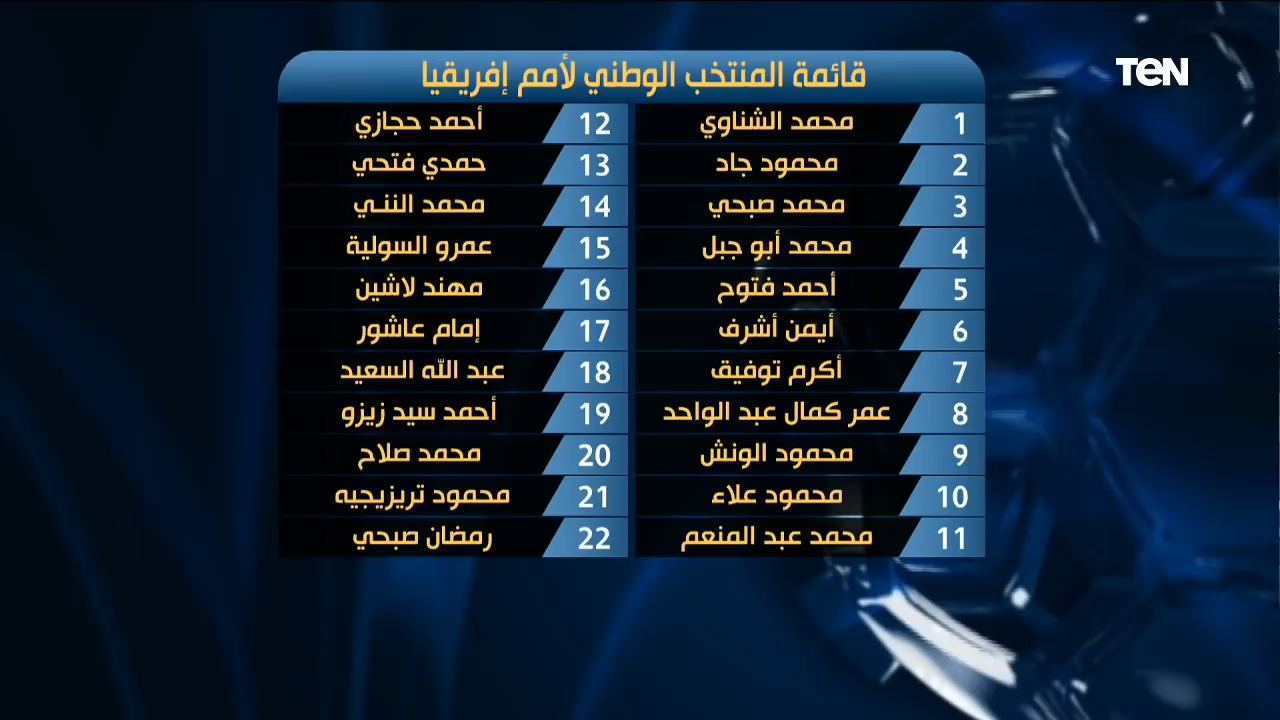 TEN
قائمة المنتخب الوطني لأمم إفريقيا
1 محمد الشناوي
2 محمود جاد
3 محمد صبحي
4 محمد أبو جبل
5 أحمد فتوح
6 أيمن أشرف
7 أكرم توفيق
8 عمر كمال عبد الواحد
9 محمود الونش
10 محمود علاء
11 محمد عبد المنعم
12 أحمد حجازي
13 حمدي فتحي
14 محمد النني
15 عمرو السولية
16 مهند لاشين
17 إمام عاشور
18 عبد الله السعيد
19 أحمد سيد زيزو
20 محمد صلاح
21 محمود تريزيجيه
22 رمضان صبحي